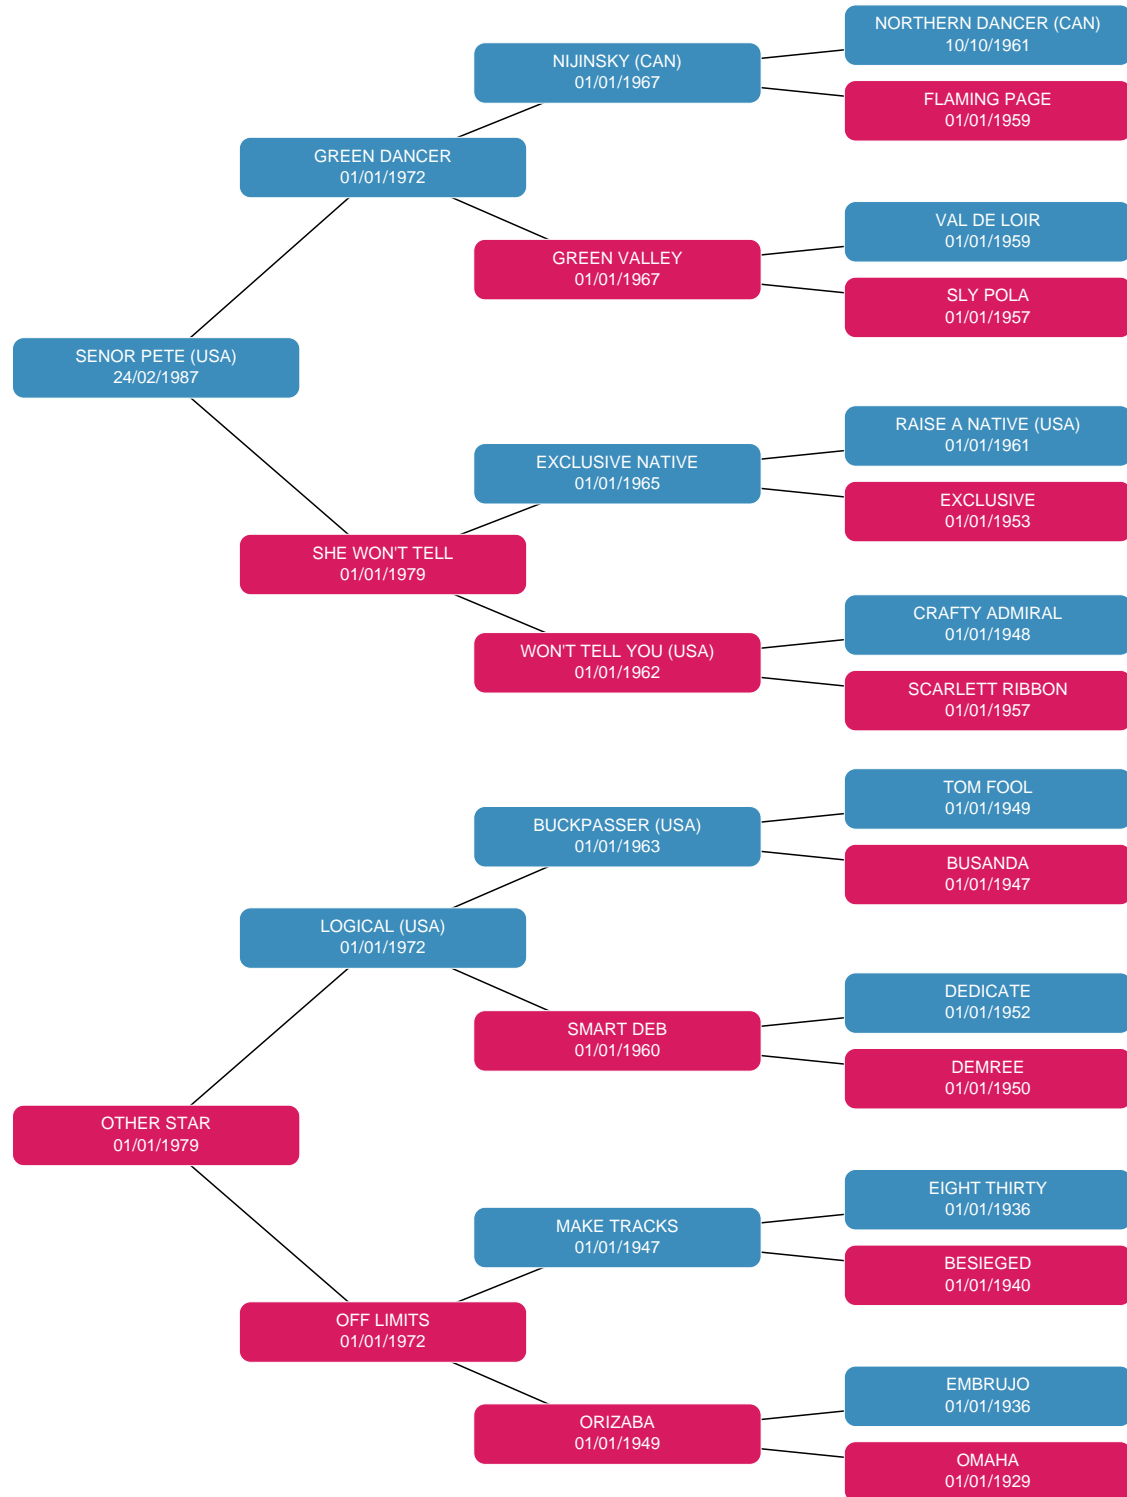 NORTHERN DANCER (CAN)
10/10/1961
NIJINSKY (CAN)
01/01/1967
FLAMING PAGE
01/01/1959
GREEN DANCER
01/01/1972
VAL DE LOIR
01/01/1959
GREEN VALLEY
01/01/1967
SLY POLA
01/01/1957
SENOR PETE (USA)
24/02/1987
RAISE A NATIVE (USA)
01/01/1961
EXCLUSIVE NATIVE
01/01/1965
EXCLUSIVE
01/01/1953
SHE WON'T TELL
01/01/1979
CRAFTY ADMIRAL
01/01/1948
WON'T TELL YOU (USA)
01/01/1962
SCARLETT RIBBON
01/01/1957
TOM FOOL
01/01/1949
BUCKPASSER (USA)
01/01/1963
BUSANDA
01/01/1947
LOGICAL (USA)
01/01/1972
DEDICATE
01/01/1952
SMART DEB
01/01/1960
DEMREE
01/01/1950
OTHER STAR
01/01/1979
EIGHT THIRTY
01/01/1936
MAKE TRACKS
01/01/1947
BESIEGED
01/01/1940
OFF LIMITS
01/01/1972
EMBRUJO
01/01/1936
ORIZABA
01/01/1949
OMAHA
01/01/1929